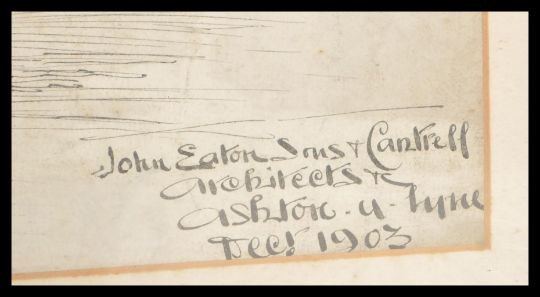 John Eaton Sons & Cantrell
Architects &c
Ashton-u-Lyne
Decr 1903